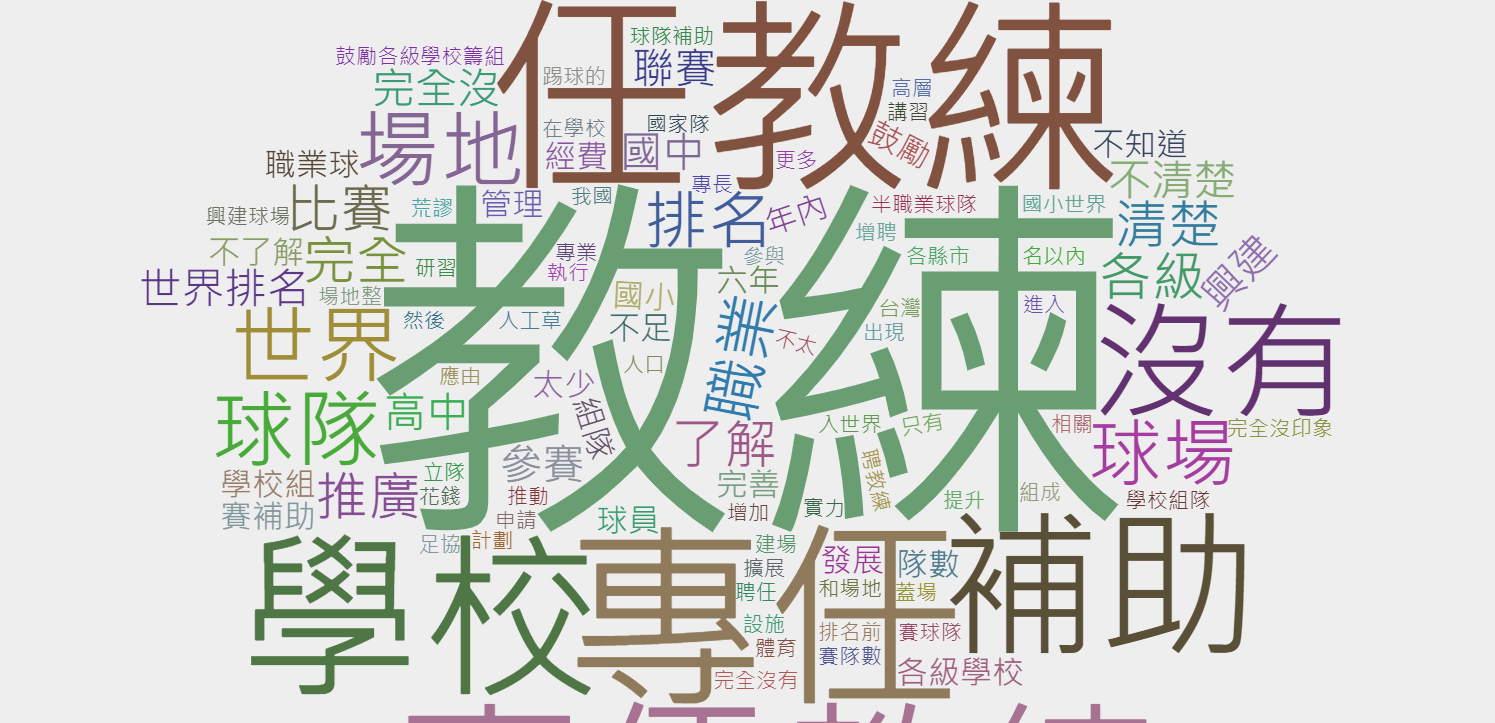 任教練
球隊補助
鼓勵各級學校籌組
聯賽
踢球的
完全沒
高層
講習
場地
在學校
國家隊
鼓勵
不知道
經費
國中
更多
職業球
不清楚
專長
比賽
荒謬
管理
我國
排名
年內
半職業球隊
國小世界
清楚
興建球場
增聘
不了解
完全
專業
參與
各縣市
名以內
研習
執行
六年
各級
興建
世界排名
場地整
國小
台灣
進入
教練
世界
然後
人工草
不足
職業
不太
出現
沒有
人口
應由
太少
球隊
高中
組隊
了解
入世界
只有
相關
球場
完全沒印象
學校組
推廣
立隊
參賽
完善
聘教練
花錢
推動
提升
組成
學校組隊
賽補助
申請
球員
增加
實力
足協
計劃
建場
學校
專任
發展
隊數
補助
擴展
聘任
和場地
蓋場
設施
排名前
賽球隊
體育
賽隊數
完全沒有
各級學校